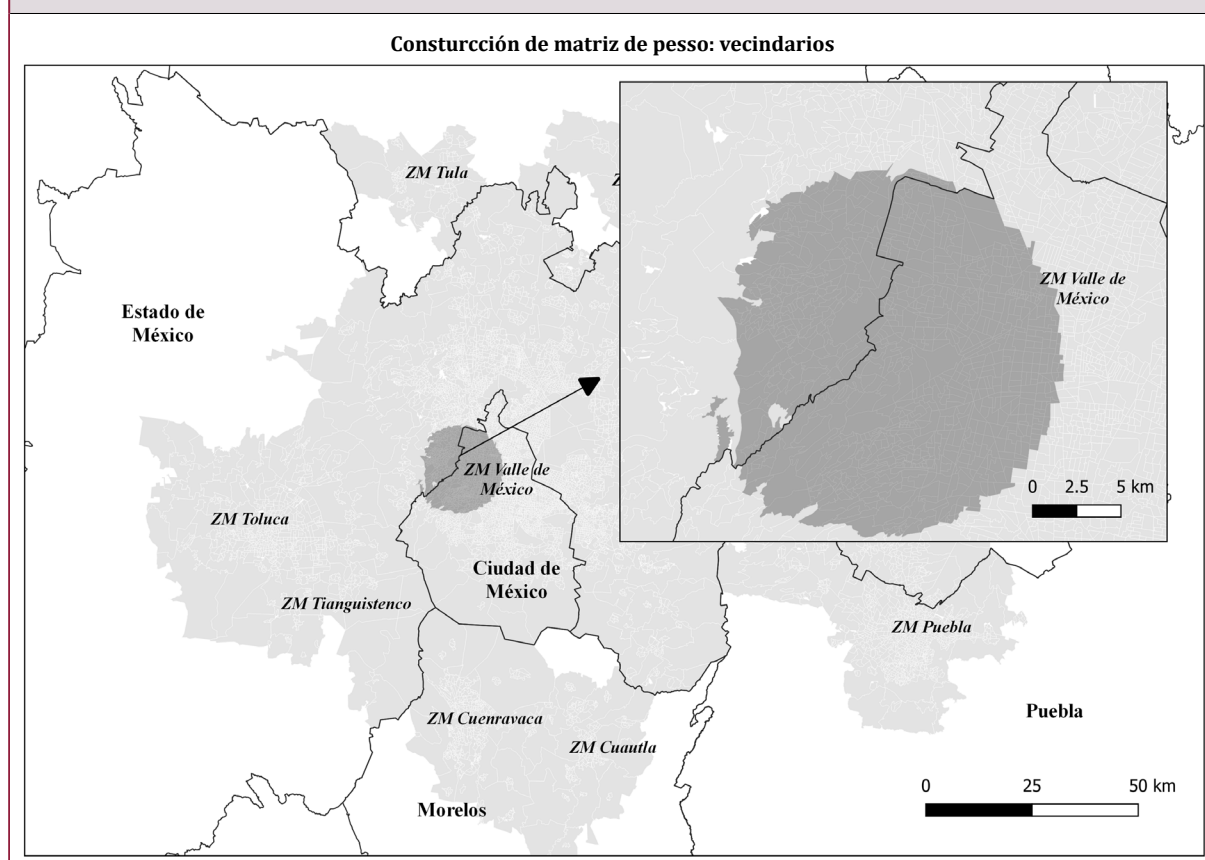 Consturcción de matriz de pesso: vecindarios
ZM Tula
Z
Estado de
México
ZM Valle de
México
0 2.5 5 km
ZM Valle de
México
ZM Toluca
Ciudad de
México
ZM Tianguistenco
ZM Puebla
ZM Cuenravaca
Puebla
ZM Cuautla
0 25 50 km
Morelos